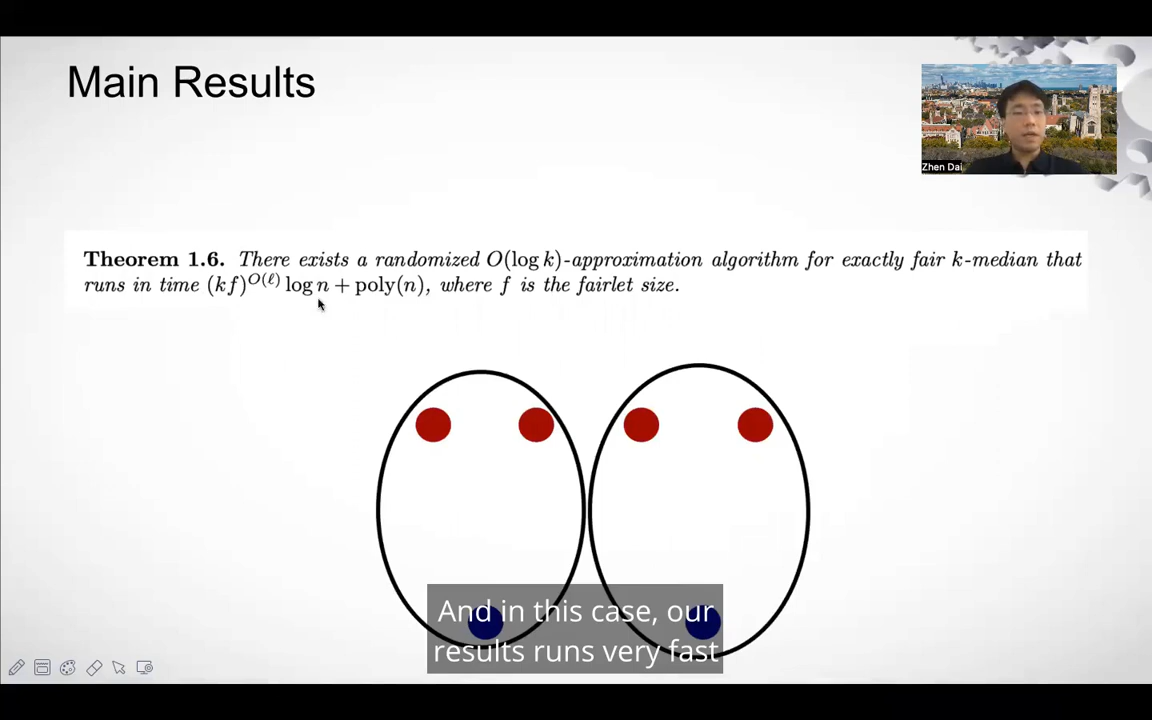 Main Results
Zhen Dai
Theorem 1.6. There exists a randomized O(log k)-approximation algorithm for exactly fair k-median that
runs in time (kf)^{O(ℓ)} log n + poly(n), where f is the fairlet size.
And in this case, our
results runs very fast